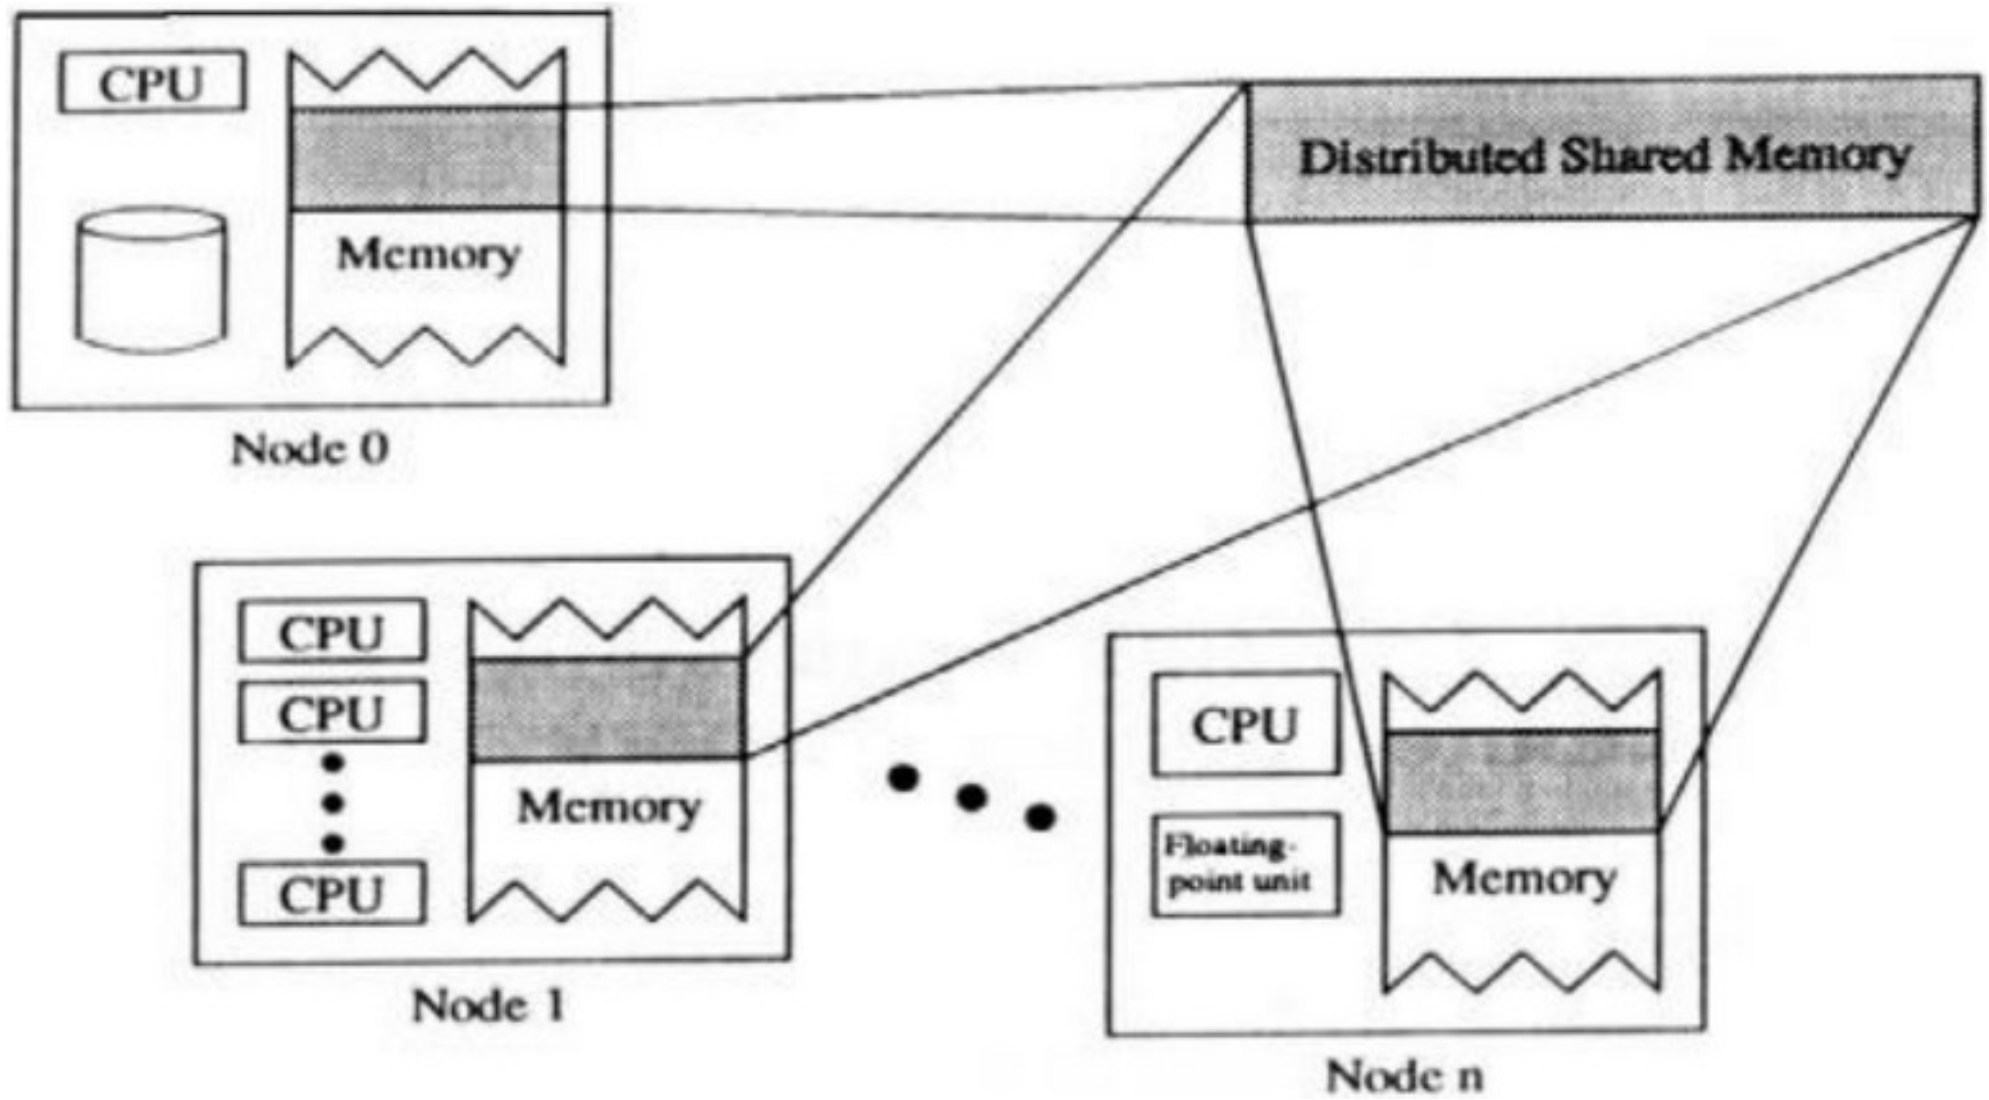 CPU
Memory
Node 0
Distributed Shared Memory
CPU
CPU
CPU
Memory
Node 1
CPU
Floating-
point unit
Memory
Node n